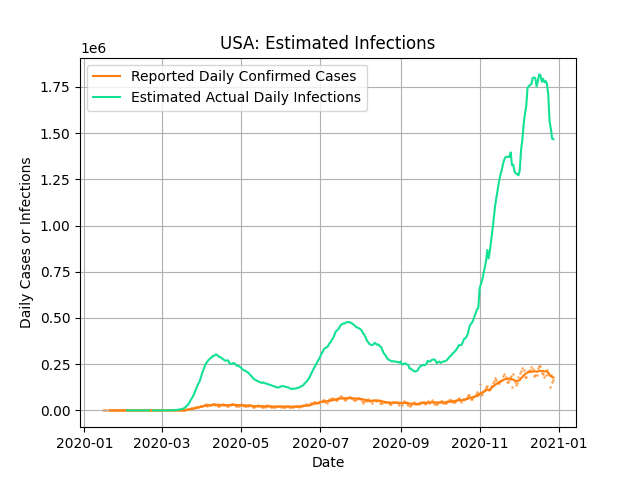 USA: Estimated Infections
1e6
Reported Daily Confirmed Cases
Estimated Actual Daily Infections
Daily Cases or Infections
1.75
1.50
1.25
1.00
0.75
0.50
0.25
0.00
2020-01 2020-03 2020-05 2020-07 2020-09 2020-11 2021-01
Date